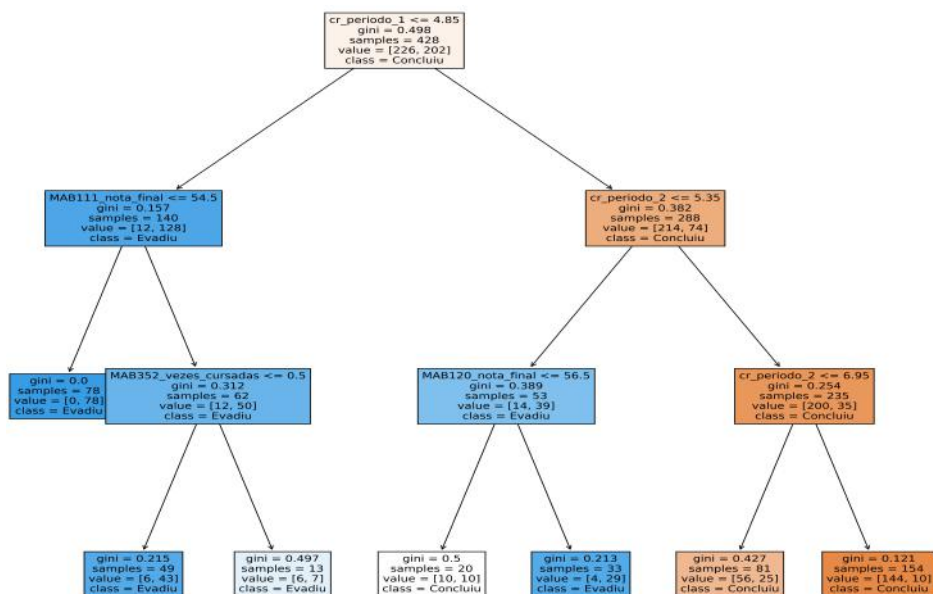 cr_periodo_1 <= 4.85
gini = 0.498
samples = 428
value = [226, 202]
class = Concluiu
MAB111_nota_final <= 54.5
gini = 0.157
samples = 140
value = [12, 128]
class = Evadiu
cr_periodo_2 <= 5.35
gini = 0.382
samples = 288
value = [214, 74]
class = Concluiu
gini = 0.0
samples = 78
value = [0, 78]
class = Evadiu
MAB352_vezes_cursadas <= 0.5
gini = 0.312
samples = 62
value = [12, 50]
class = Evadiu
MAB120_nota_final <= 56.5
gini = 0.389
samples = 53
value = [14, 39]
class = Evadiu
cr_periodo_2 <= 6.95
gini = 0.254
samples = 235
value = [200, 35]
class = Concluiu
gini = 0.215
samples = 49
value = [6, 43]
class = Evadiu
gini = 0.497
samples = 13
value = [6, 7]
class = Evadiu
gini = 0.5
samples = 20
value = [10, 10]
class = Concluiu
gini = 0.213
samples = 33
value = [4, 29]
class = Evadiu
gini = 0.427
samples = 81
value = [56, 25]
class = Concluiu
gini = 0.121
samples = 154
value = [144, 10]
class = Concluiu